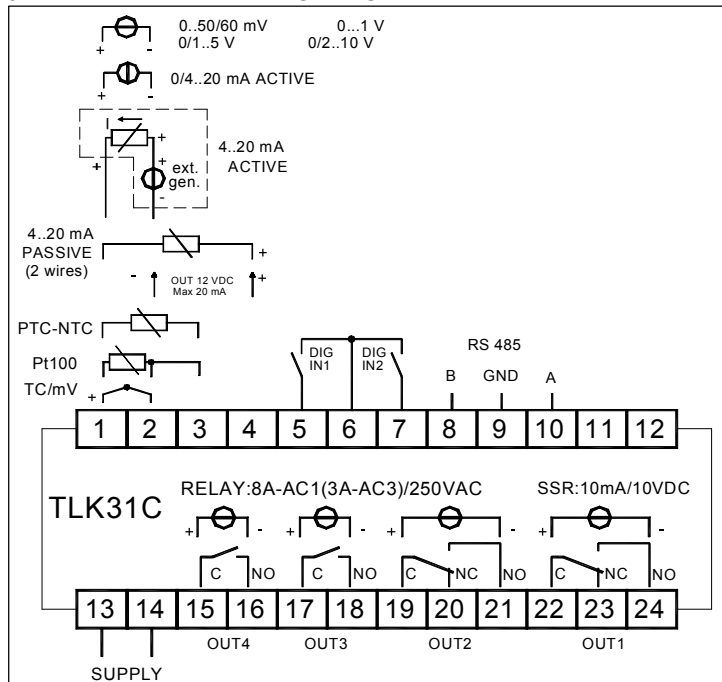 0..50/60 mV 0...1 V
0/1..5 V 0/2..10 V
+ -
0/4..20 mA ACTIVE
+ -
I
+
4..20 mA
ACTIVE
+ +
ext.
gen.
-
4..20 mA
PASSIVE
(2 wires)
+
- OUT 12 VDC +
Max 20 mA
PTC-NTC
Pt100
TC/mV
+ -
DIG
IN1
DIG
IN2
RS 485
B GND A
1 2 3 4 5 6 7 8 9 10 11 12
TLK31C
RELAY:8A-AC1(3A-AC3)/250VAC SSR:10mA/10VDC
+ - + - + - + -
C NO C NO C NC NO C NC NO
13 14 15 16 17 18 19 20 21 22 23 24
OUT4 OUT3 OUT2 OUT1
SUPPLY